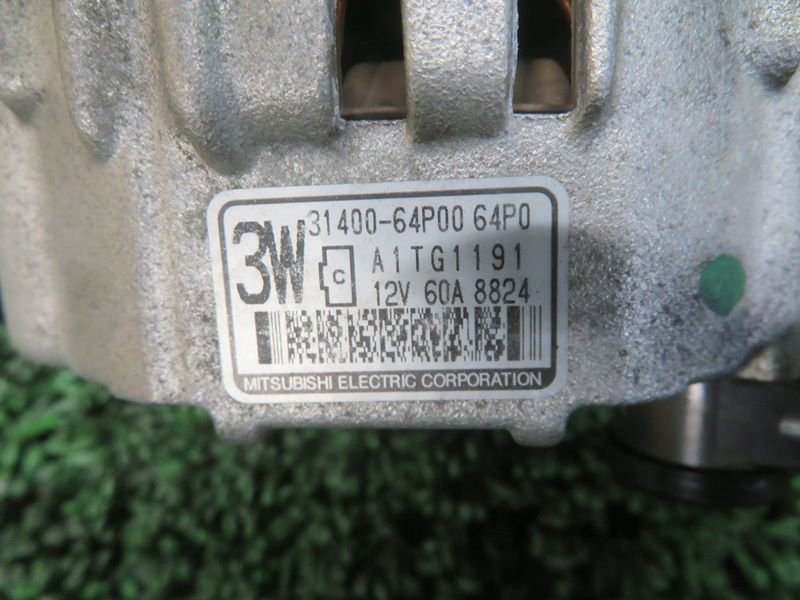 3W
31400-64P00 64P0
C
A1TG1191
12V 60A 8824
MITSUBISHI ELECTRIC CORPORATION